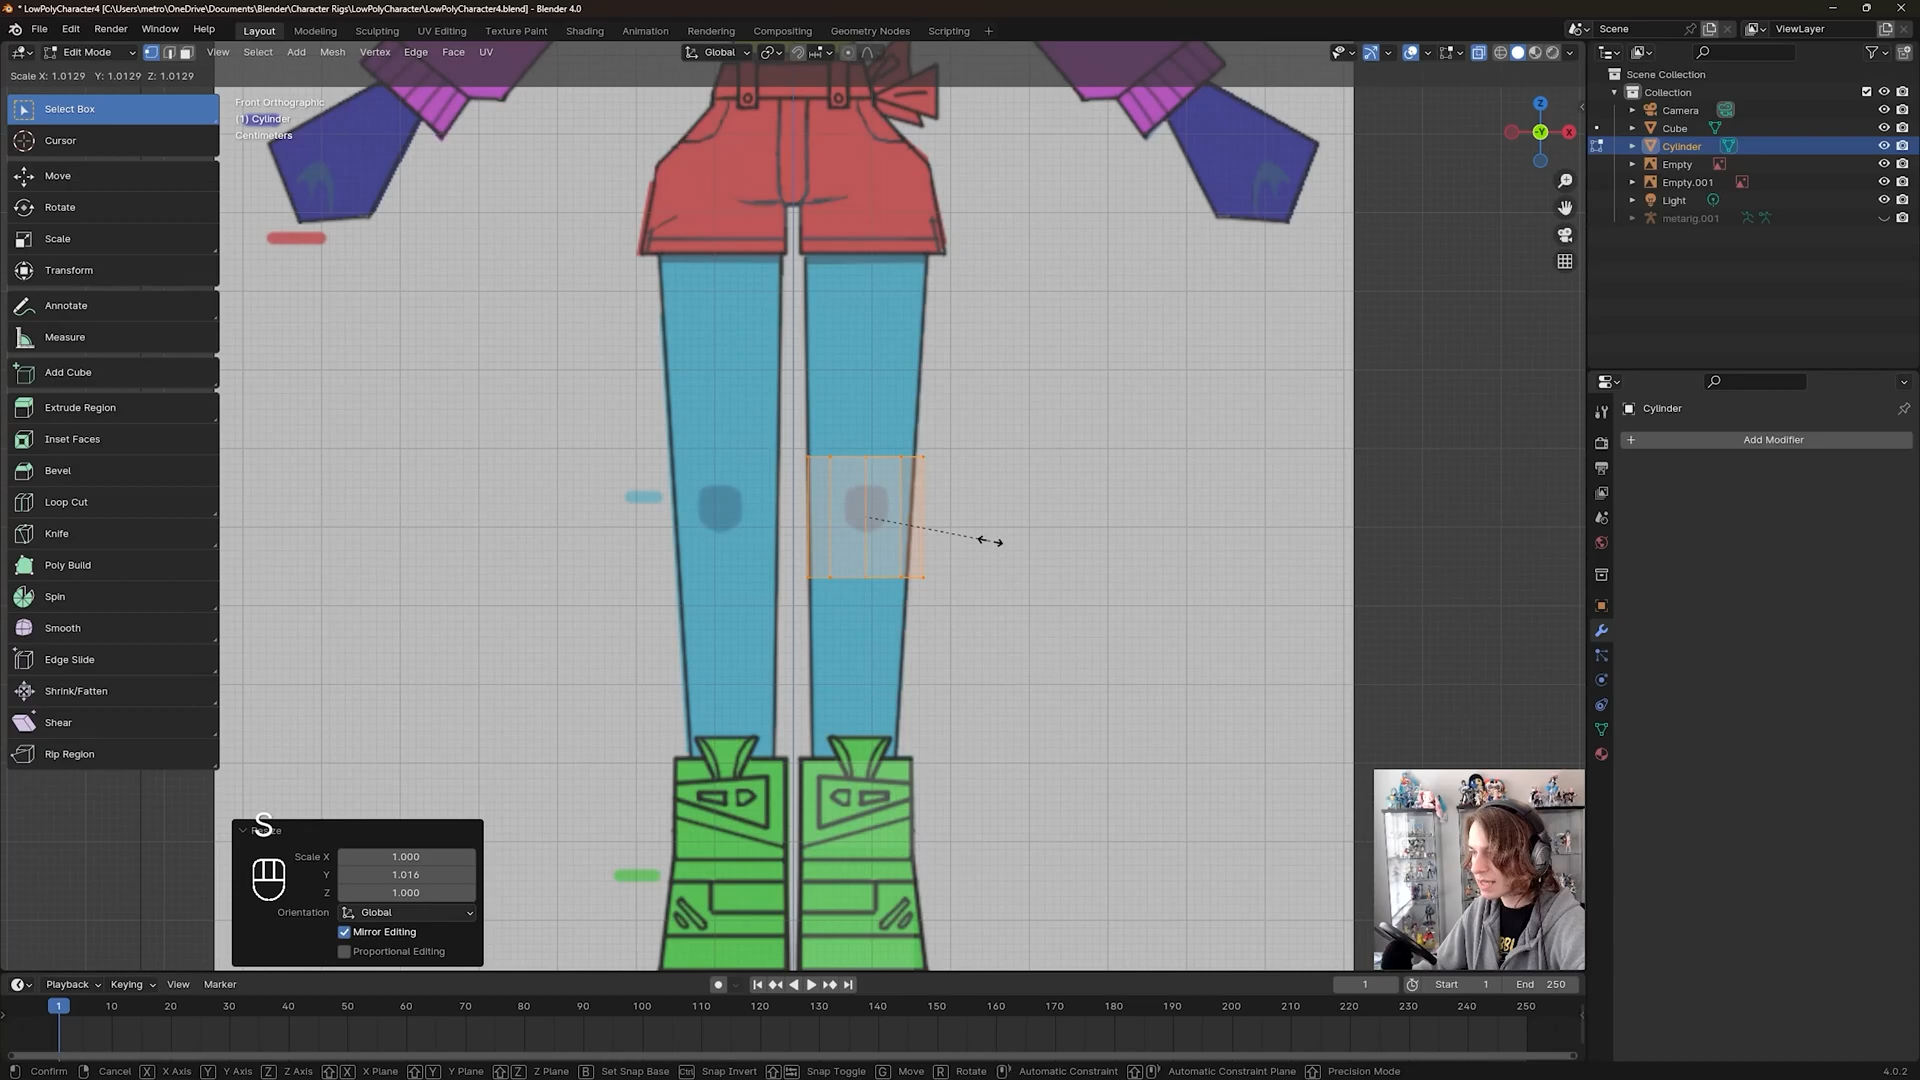 * LowPolyCharacter4 [C:\Users\metro\OneDrive\Documents\Blender\Character Rigs\LowPolyCharacter\LowPolyCharacter4.blend] - Blender 4.0
File Edit Render Window Help Layout Modeling Sculpting UV Editing Texture Paint Shading Animation Rendering Compositing Geometry Nodes Scripting + Scene ViewLayer
Edit Mode View Select Add Mesh Vertex Edge Face UV Global
Scale X: 1.0129 Y: 1.0129 Z: 1.0129
Select Box
Cursor
Move
Rotate
Scale
Transform
Annotate
Measure
Add Cube
Extrude Region
Inset Faces
Bevel
Loop Cut
Knife
Poly Build
Spin
Smooth
Edge Slide
Shrink/Fatten
Shear
Rip Region
Front Orthographic
(1) Cylinder
Centimeters
Z
-Y
X
Scene Collection
Collection
Camera
Cube
Cylinder
Empty
Empty.001
Light
metarig.001
Cylinder
+ Add Modifier
S
Scale X 1.000
Y 1.016
Z 1.000
Orientation Global
Mirror Editing
Proportional Editing
Playback Keying View Marker 1 Start 1 End 250
1 10 20 30 40 50 60 70 80 90 100 110 120 130 140 150 160 170 180 190 200 210 220 230 240 250
Confirm Cancel X X Axis Y Y Axis Z Z Axis X X Plane Y Y Plane Z Z Plane B Set Snap Base Ctrl Snap Invert Snap Toggle G Move R Rotate Automatic Constraint Automatic Constraint Plane Precision Mode 4.0.2